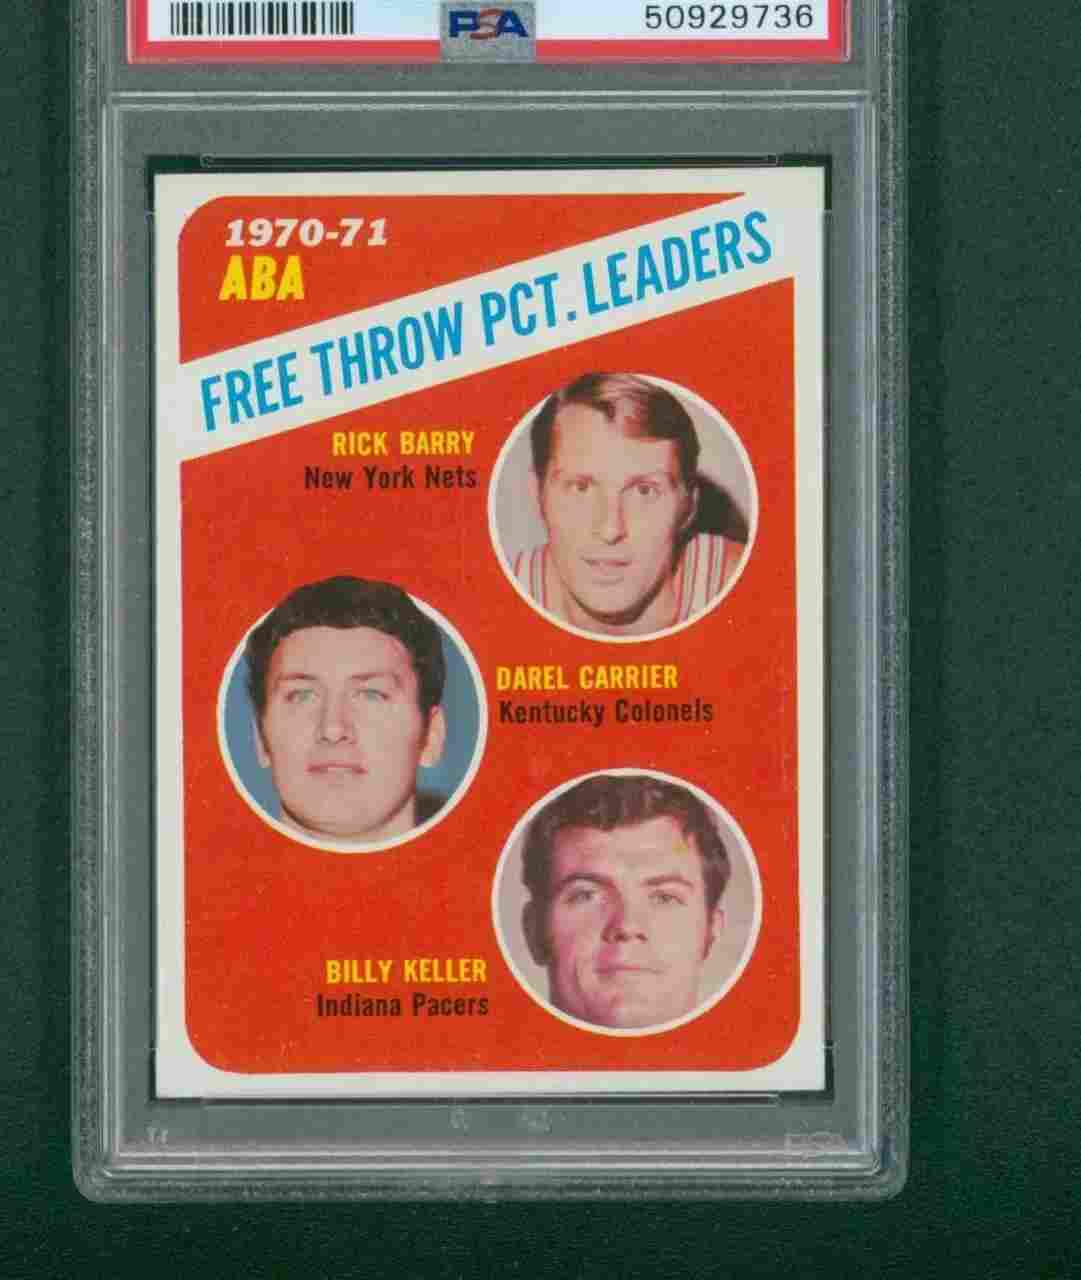 PSA
50929736
1970-71
ABA
FREE THROW PCT. LEADERS
RICK BARRY
New York Nets
DAREL CARRIER
Kentucky Colonels
BILLY KELLER
Indiana Pacers
PSA